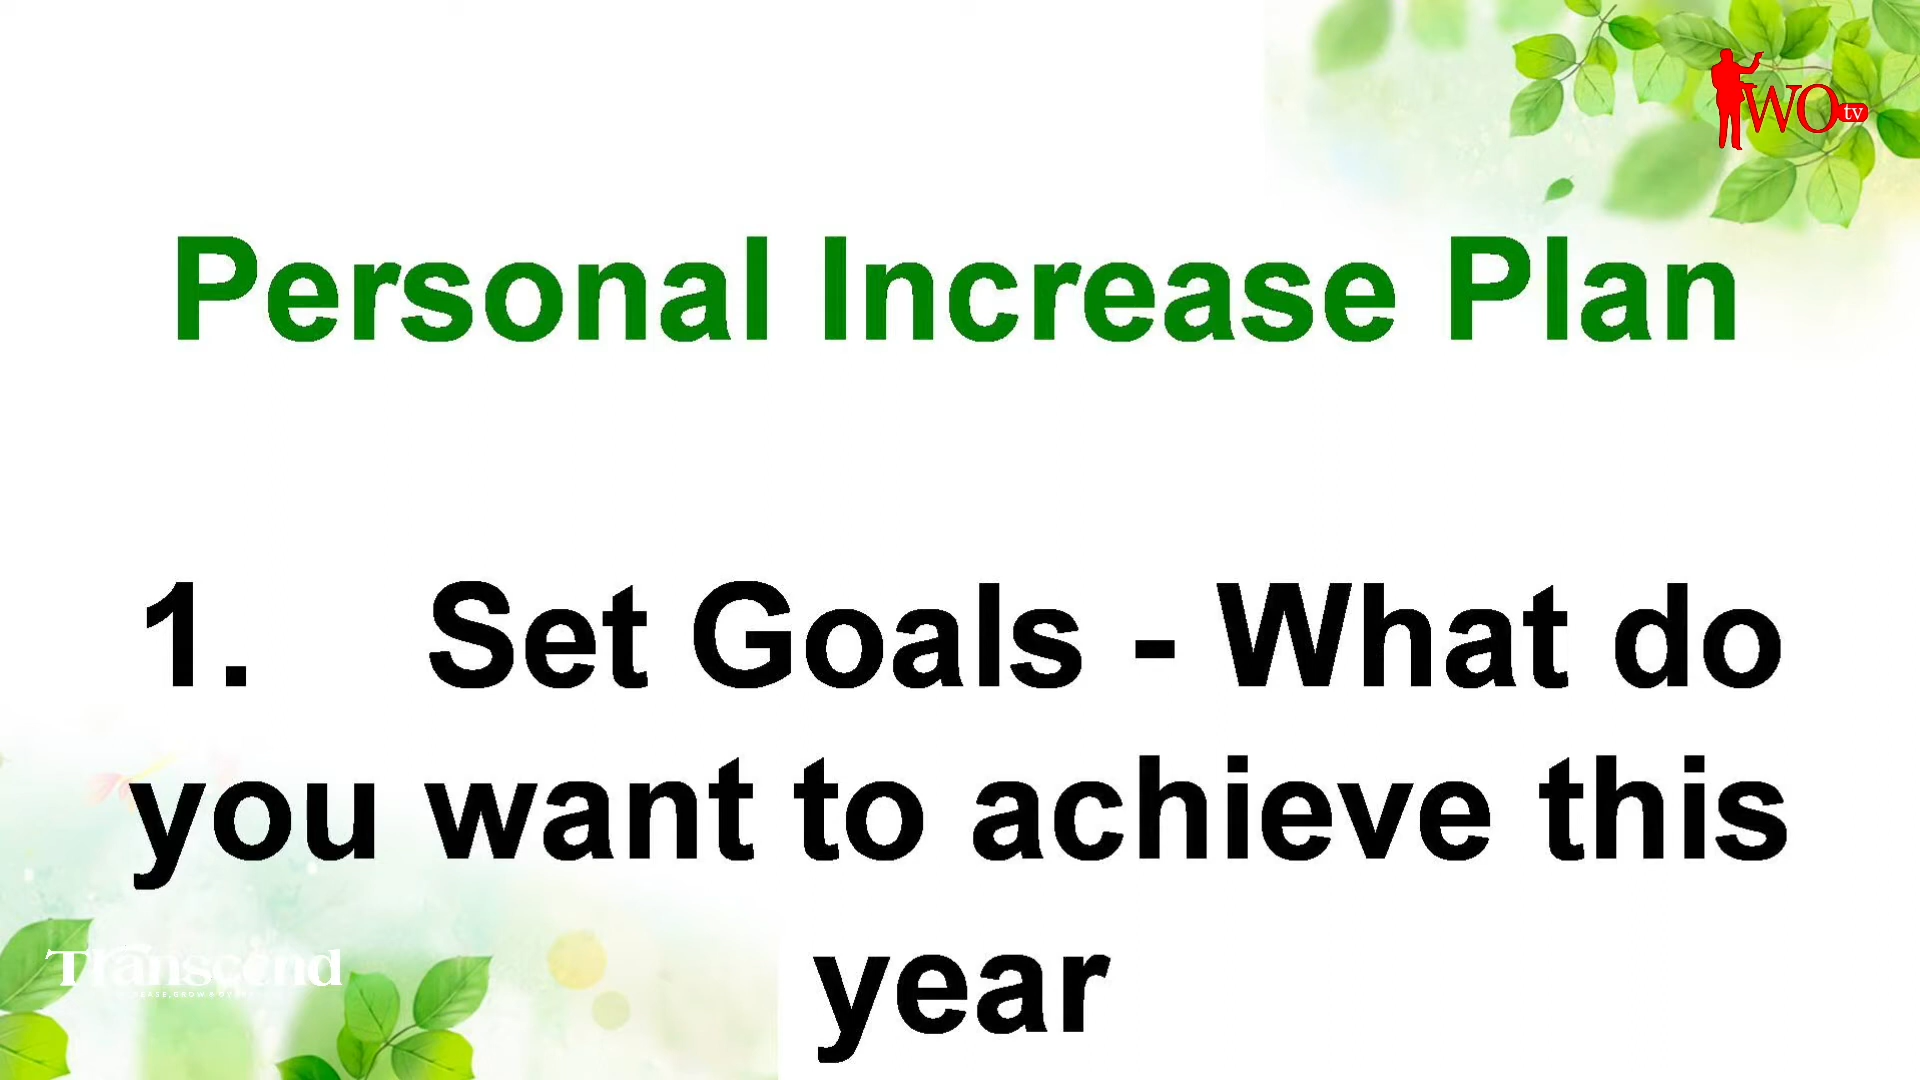 WO tv
Personal Increase Plan
1. Set Goals - What do
you want to achieve this
year
Transcend